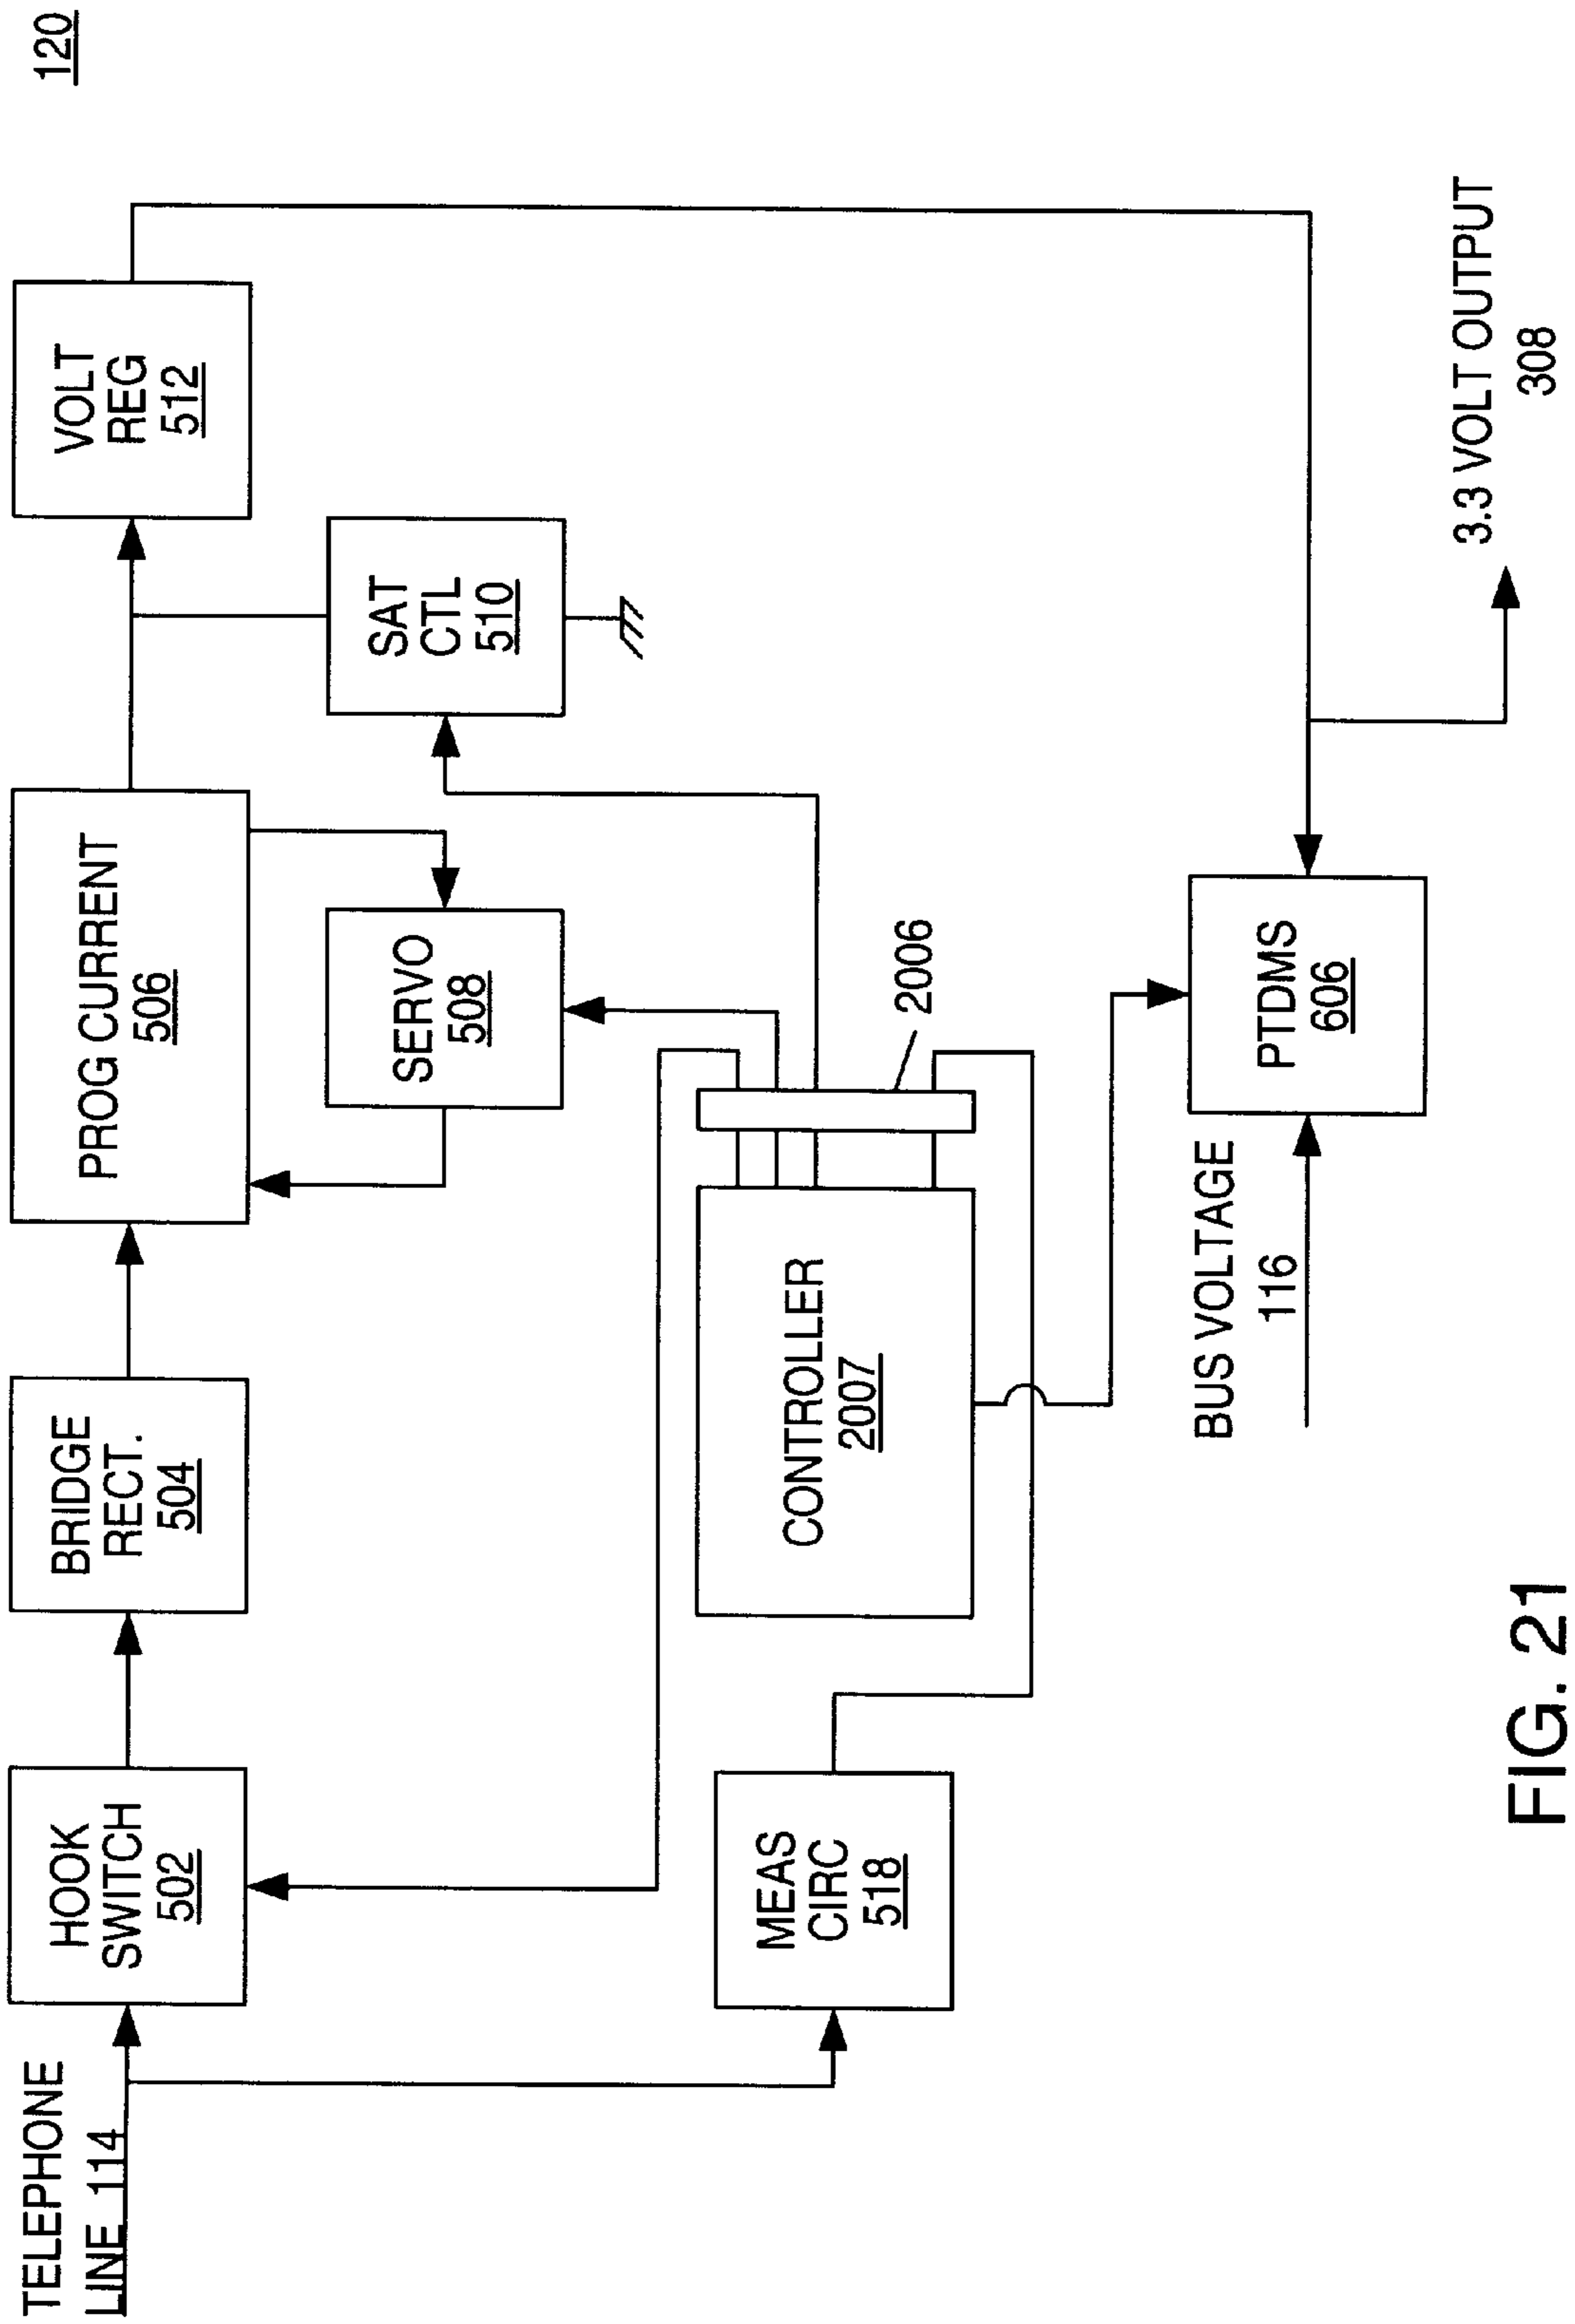 120
TELEPHONE
LINE 114
HOOK
SWITCH
502
BRIDGE
RECT.
504
PROG CURRENT
506
VOLT
REG
512
SERVO
508
SAT
CTL
510
MEAS
CIRC
518
CONTROLLER
2007
2006
BUS VOLTAGE
116
PTDMS
606
3.3 VOLT OUTPUT
308
FIG. 21